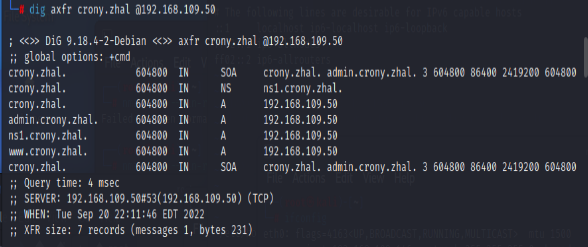 # dig axfr crony.zhal @192.168.109.50
; <<>> DiG 9.18.4-2-Debian <<>> axfr crony.zhal @192.168.109.50
;; global options: +cmd
crony.zhal. 604800 IN SOA crony.zhal. admin.crony.zhal. 3 604800 86400 2419200 604800
crony.zhal. 604800 IN NS ns1.crony.zhal.
crony.zhal. 604800 IN A 192.168.109.50
admin.crony.zhal. 604800 IN A 192.168.109.50
ns1.crony.zhal. 604800 IN A 192.168.109.50
www.crony.zhal. 604800 IN A 192.168.109.50
crony.zhal. 604800 IN SOA crony.zhal. admin.crony.zhal. 3 604800 86400 2419200 604800
;; Query time: 4 msec
;; SERVER: 192.168.109.50#53(192.168.109.50) (TCP)
;; WHEN: Tue Sep 20 22:11:46 EDT 2022
;; XFR size: 7 records (messages 1, bytes 231)